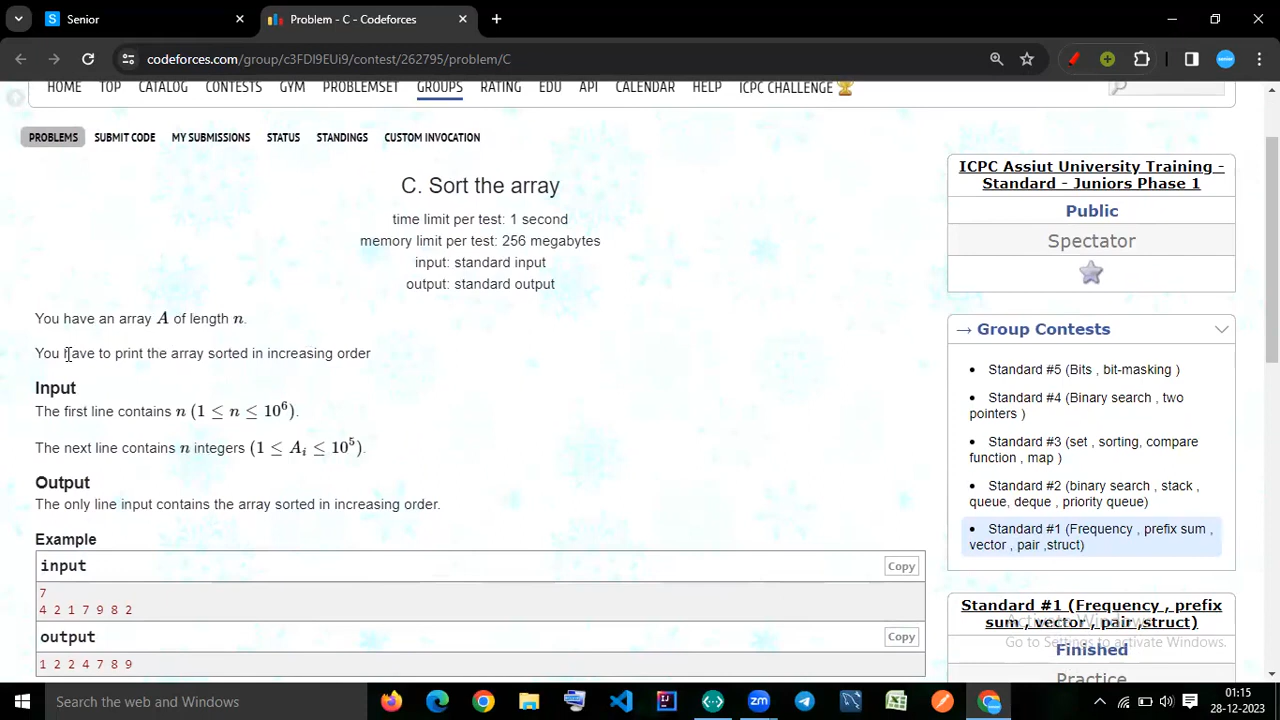 Senior
Problem - C - Codeforces
codeforces.com/group/c3FDl9EUi9/contest/262795/problem/C
HOME TOP CATALOG CONTESTS GYM PROBLEMSET GROUPS RATING EDU API CALENDAR HELP ICPC CHALLENGE
PROBLEMS SUBMIT CODE MY SUBMISSIONS STATUS STANDINGS CUSTOM INVOCATION
C. Sort the array
time limit per test: 1 second
memory limit per test: 256 megabytes
input: standard input
output: standard output
You have an array A of length n.
You have to print the array sorted in increasing order
Input
The first line contains n (1 ≤ n ≤ 10^6).
The next line contains n integers (1 ≤ A_i ≤ 10^5).
Output
The only line input contains the array sorted in increasing order.
Example
input
Copy
7
4 2 1 7 9 8 2
output
Copy
1 2 2 4 7 8 9
ICPC Assiut University Training -
Standard - Juniors Phase 1
Public
Spectator
→ Group Contests
Standard #5 (Bits , bit-masking )
Standard #4 (Binary search , two
pointers )
Standard #3 (set , sorting, compare
function , map )
Standard #2 (binary search , stack ,
queue, deque , priority queue)
Standard #1 (Frequency , prefix sum ,
vector , pair ,struct)
Standard #1 (Frequency , prefix
sum , vector , pair ,struct)
Finished
Practice
Activate Windows
Go to Settings to activate Windows.
Search the web and Windows
01:15
28-12-2023